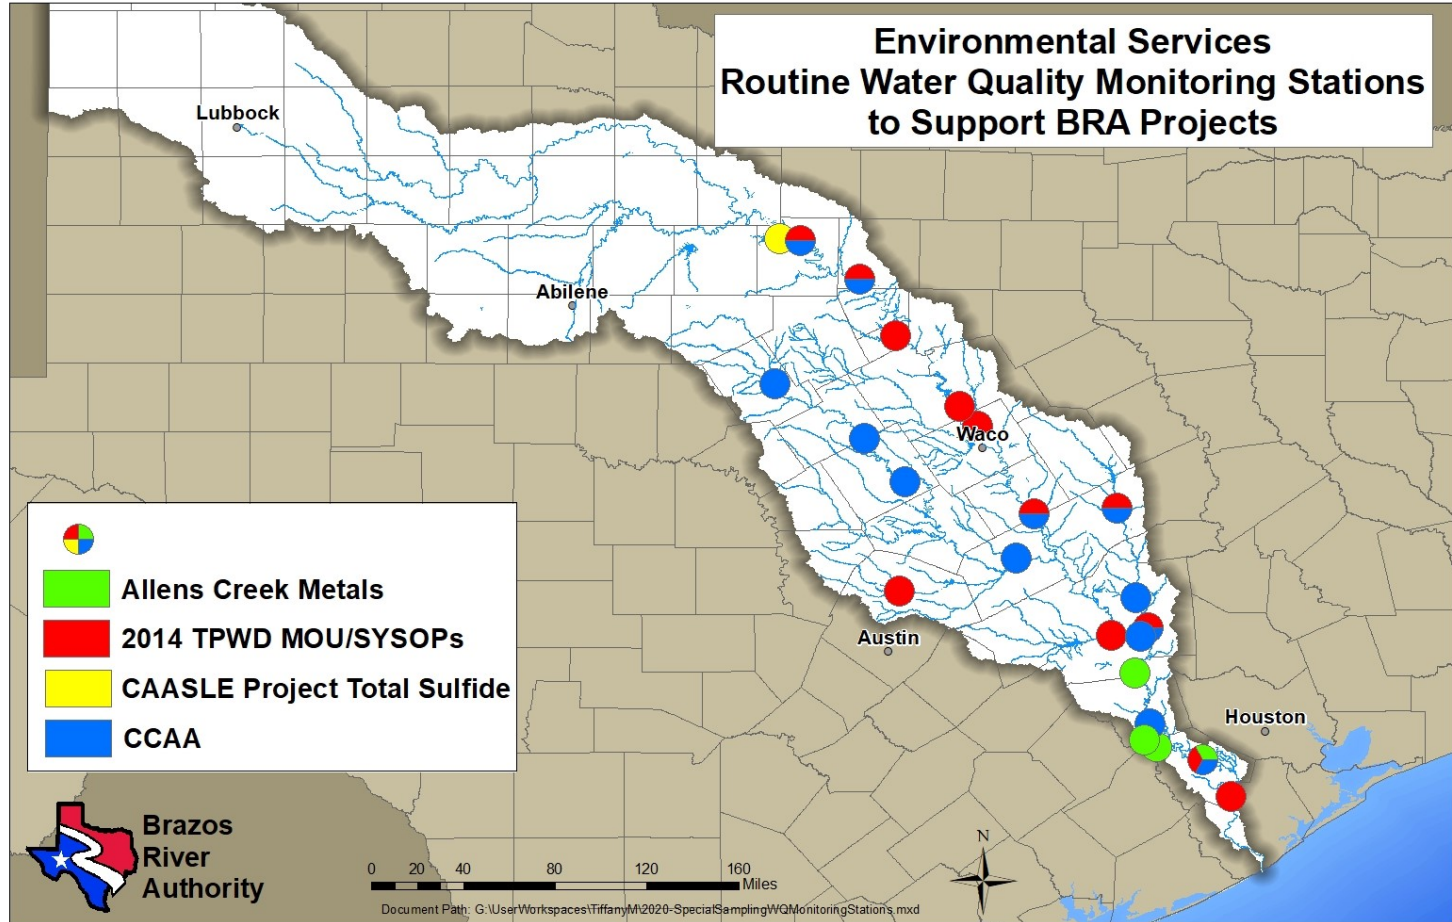 Environmental Services
Routine Water Quality Monitoring Stations
to Support BRA Projects
Lubbock
Abilene
Waco
Austin
Houston
Allens Creek Metals
2014 TPWD MOU/SYSOPs
CAASLE Project Total Sulfide
CCAA
Brazos
River
Authority
0 20 40 80 120 160
Miles
N
Document Path: G:\UserWorkspaces\TiffanyM\2020-SpecialSamplingWQMonitoringStations.mxd